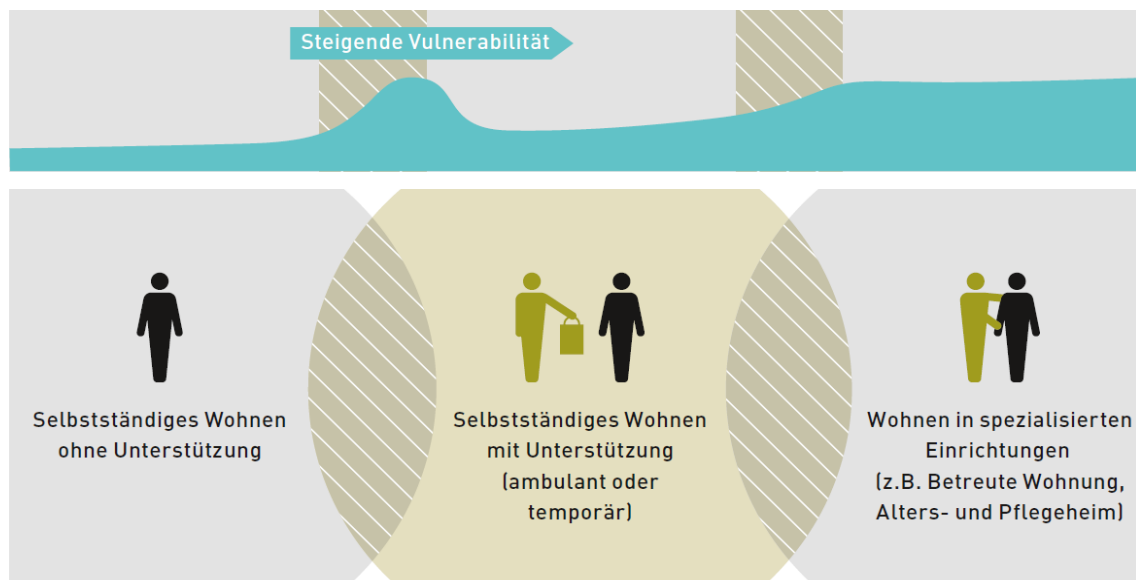 Steigende Vulnerabilität
Selbstständiges Wohnen
ohne Unterstützung
Selbstständiges Wohnen
mit Unterstützung
(ambulant oder
temporär)
Wohnen in spezialisierten
Einrichtungen
(z.B. Betreute Wohnung,
Alters- und Pflegeheim)